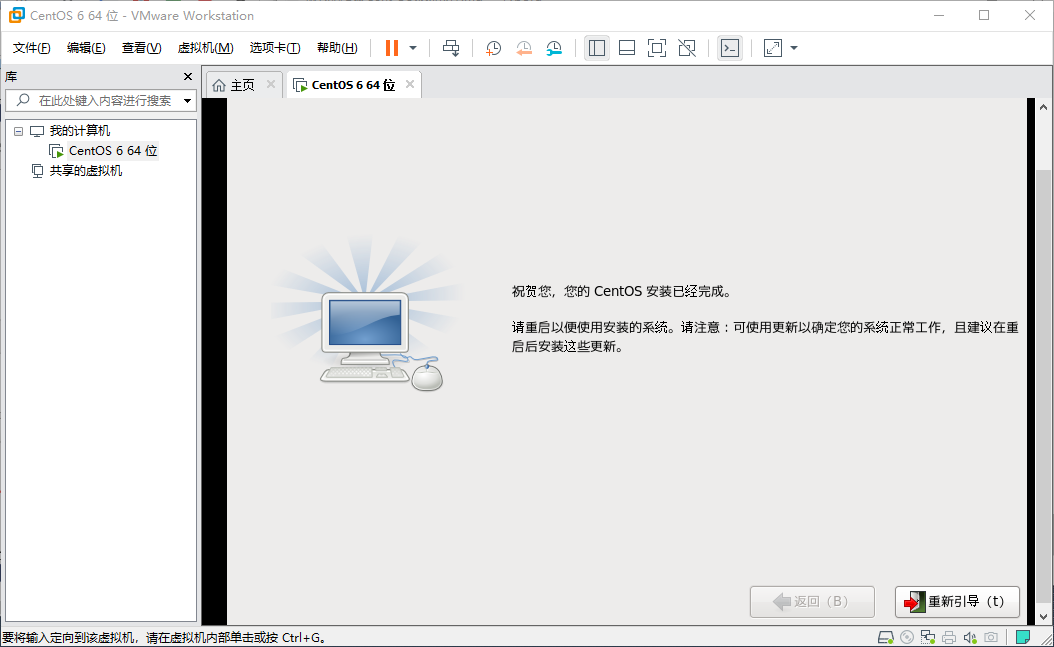 CentOS 6 64 位 - VMware Workstation
文件(F) 编辑(E) 查看(V) 虚拟机(M) 选项卡(T) 帮助(H)
库
主页
CentOS 6 64 位
在此处键入内容进行搜索
我的计算机
CentOS 6 64 位
共享的虚拟机
祝贺您，您的 CentOS 安装已经完成。
请重启以便使用安装的系统。请注意：可使用更新以确定您的系统正常工作，且建议在重
启后安装这些更新。
返回（B）
重新引导（t）
要将输入定向到该虚拟机，请在虚拟机内部单击或按 Ctrl+G。